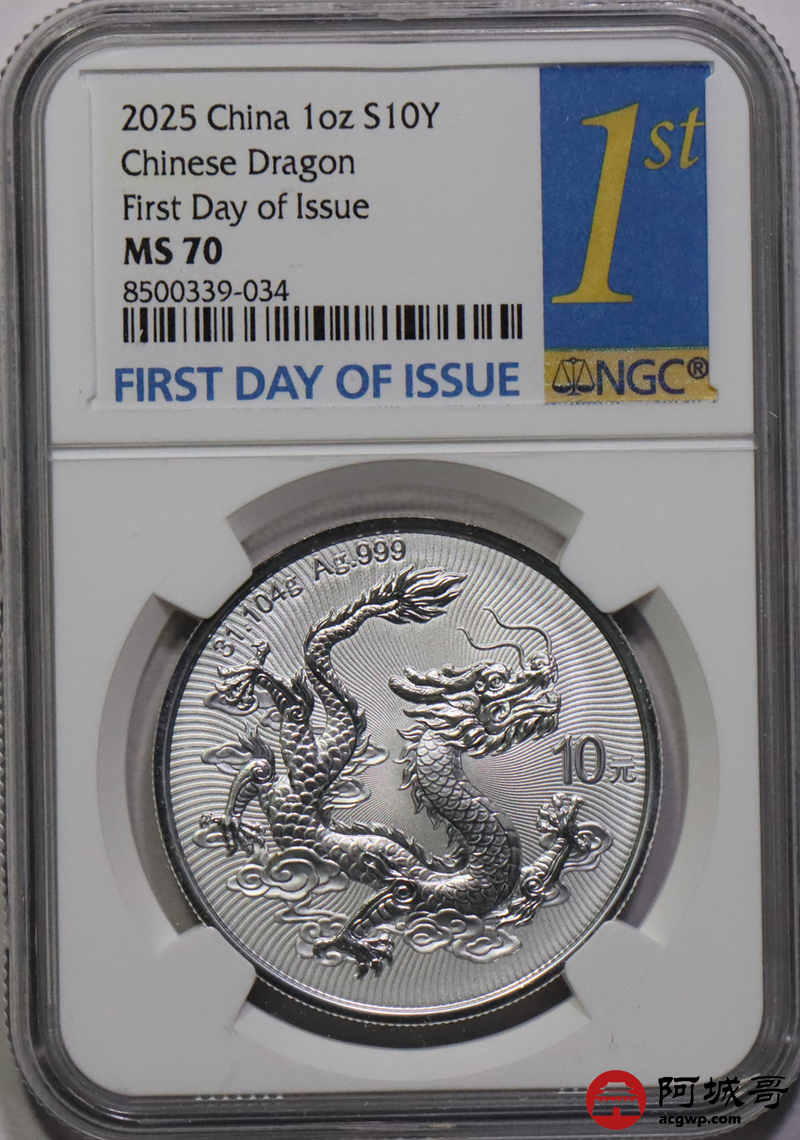 2025 China 1oz S10Y
Chinese Dragon
First Day of Issue
MS 70
8500339-034
FIRST DAY OF ISSUE
1st
NGC®
31.104g Ag.999
10元
阿城哥
acgwp.com